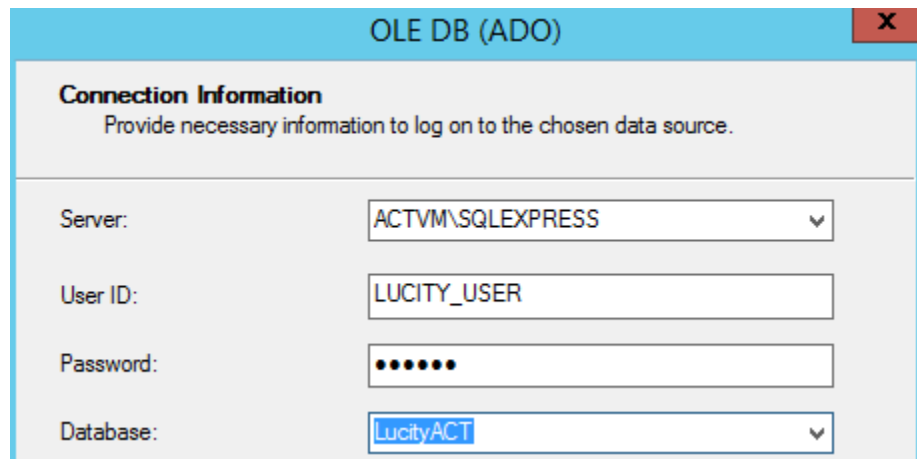 OLE DB (ADO)
x
Connection Information
Provide necessary information to log on to the chosen data source.
Server: ACTVM\SQLEXPRESS
User ID: LUCITY_USER
Password: ••••••
Database: LucityACT